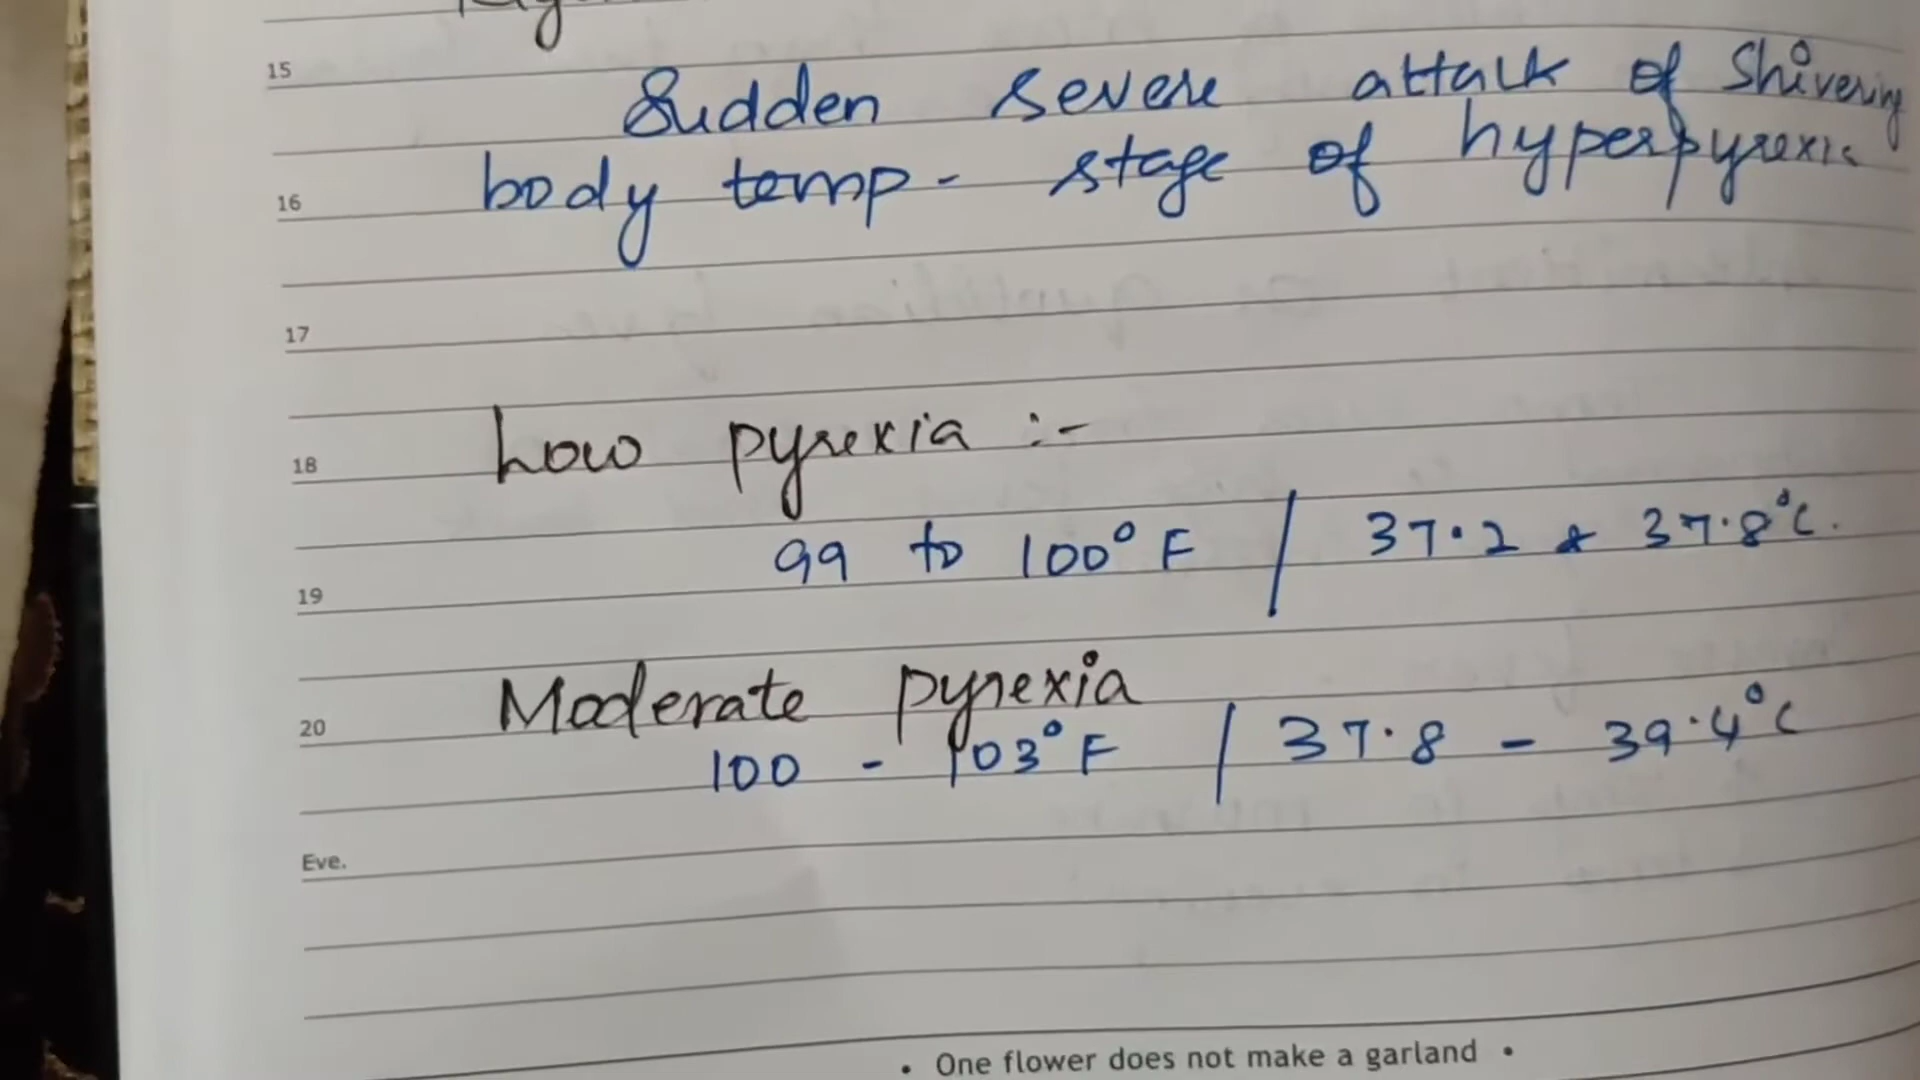 15
Sudden severe attack of Shivering
body temp - stage of hyperpyrexia
16
17
Low pyrexia :-
18
99 to 100° F / 37.2 & 37.8°C.
19
Moderate pyrexia
20
100 - 103° F / 37.8 - 39.4°C
Eve.
• One flower does not make a garland •